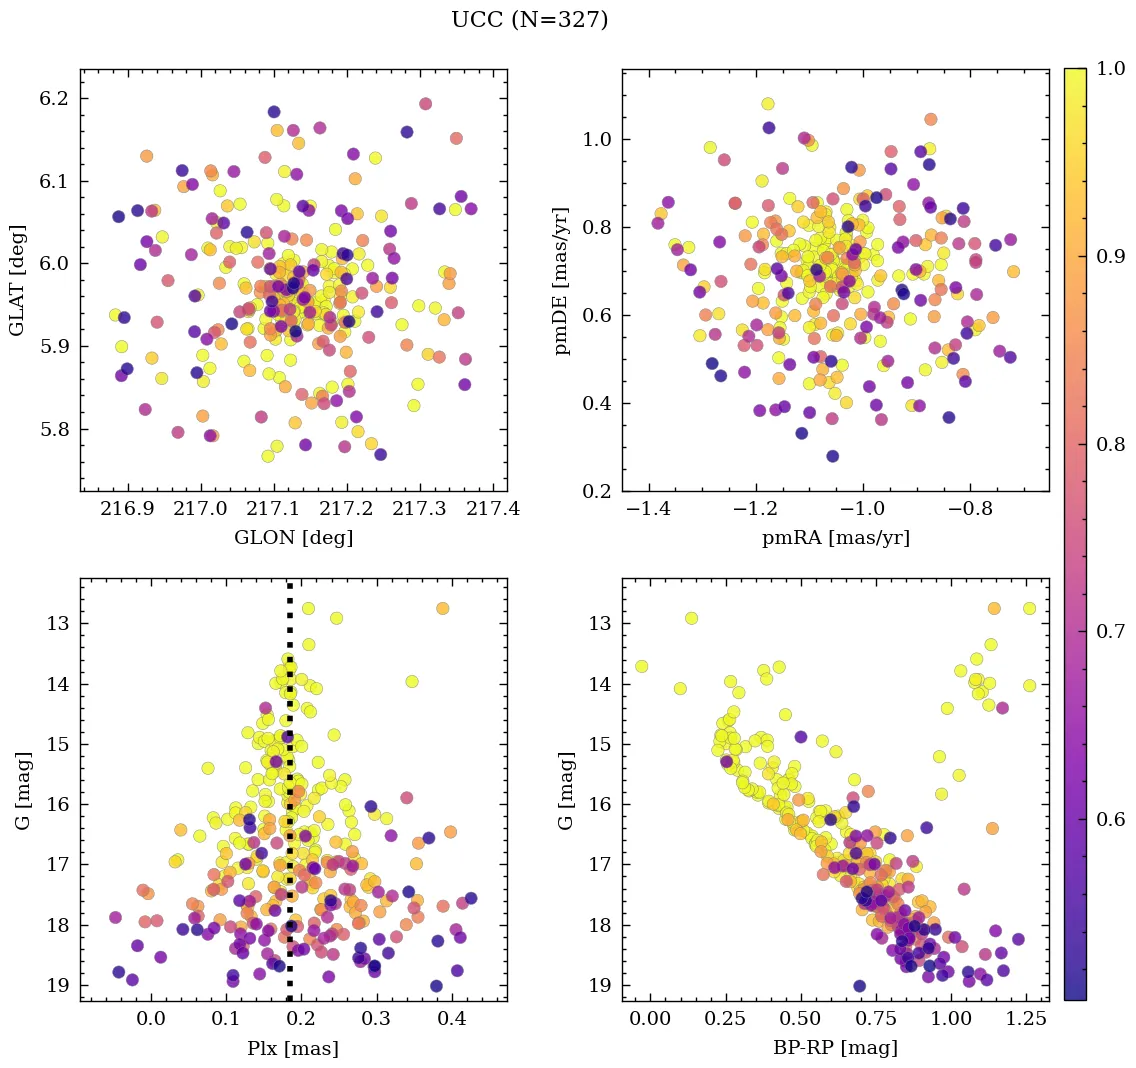 UCC (N=327)
6.2
6.1
6.0
5.9
5.8
GLAT [deg]
216.9 217.0 217.1 217.2 217.3 217.4
GLON [deg]
1.0
0.8
0.6
0.4
0.2
pmDE [mas/yr]
−1.4 −1.2 −1.0 −0.8
pmRA [mas/yr]
1.0
0.9
0.8
0.7
0.6
13
14
15
16
17
18
19
G [mag]
0.0 0.1 0.2 0.3 0.4
Plx [mas]
13
14
15
16
17
18
19
G [mag]
0.00 0.25 0.50 0.75 1.00 1.25
BP-RP [mag]